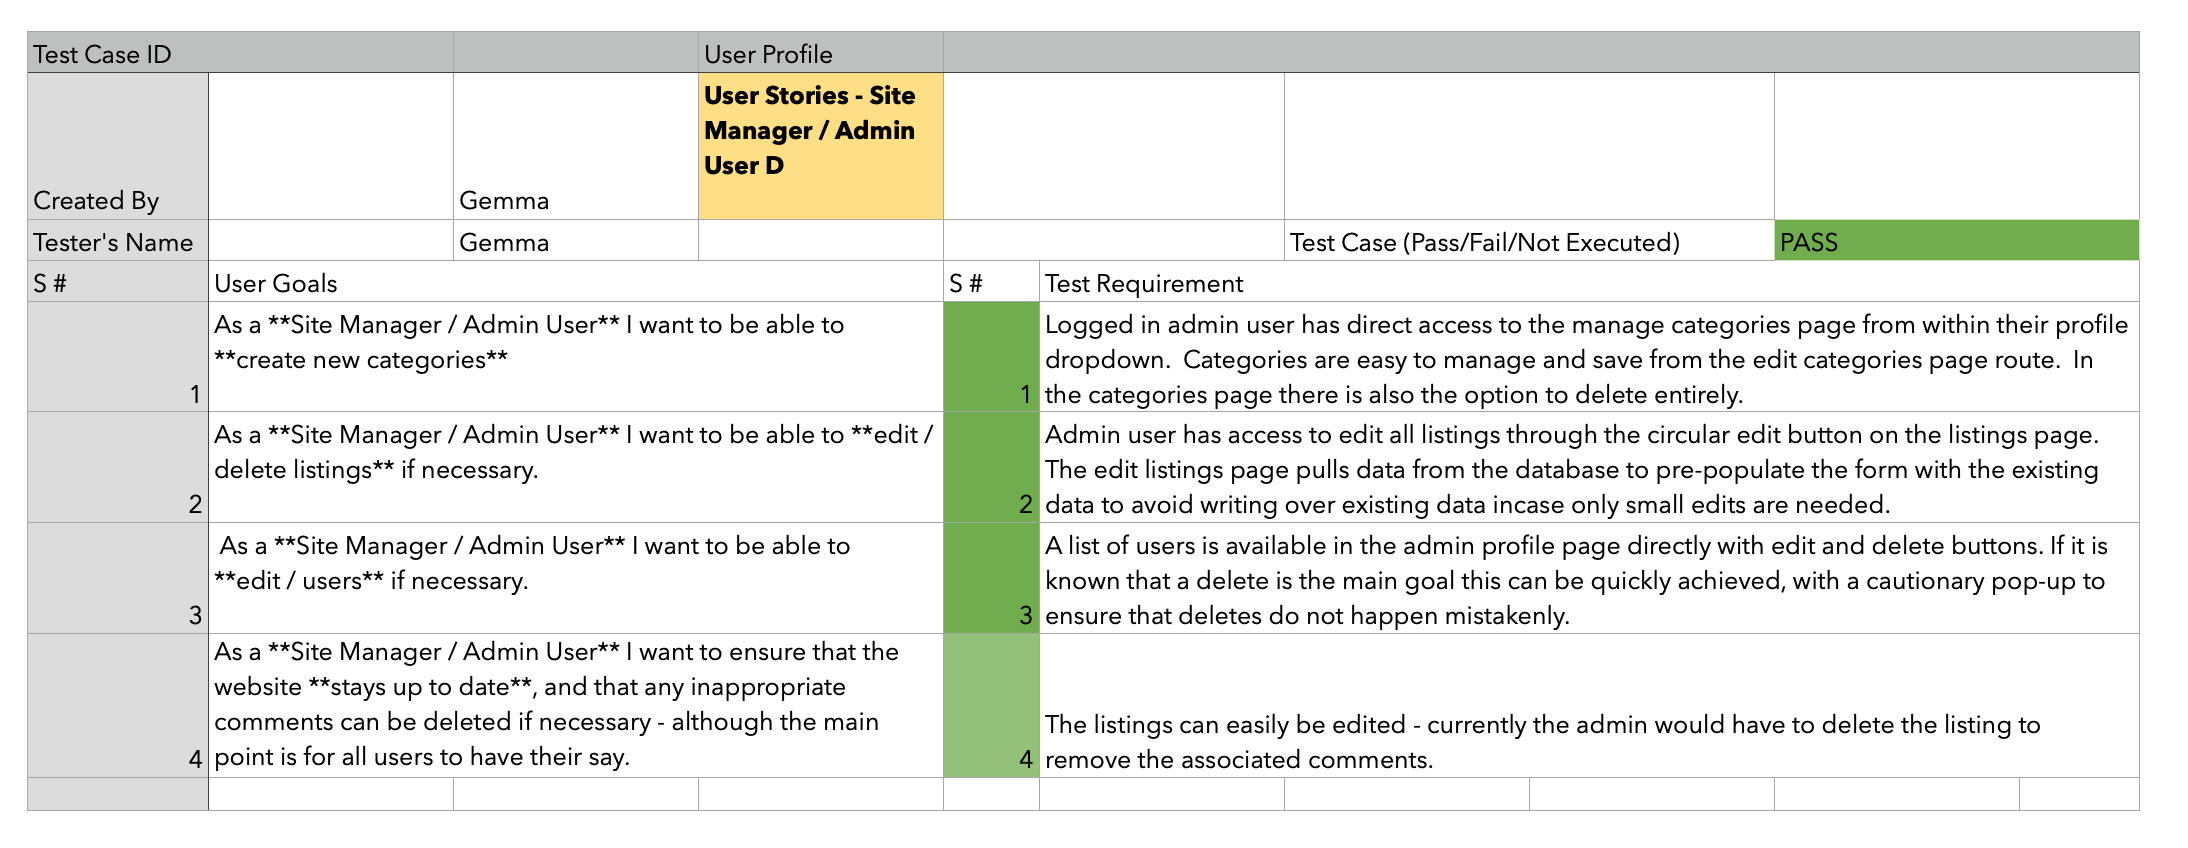 Test Case ID
User Profile
Created By
Gemma
User Stories - Site
Manager / Admin
User D
Tester's Name
Gemma
Test Case (Pass/Fail/Not Executed)
PASS
S #
User Goals
S #
Test Requirement
1
As a **Site Manager / Admin User** I want to be able to
**create new categories**
1
Logged in admin user has direct access to the manage categories page from within their profile
dropdown.  Categories are easy to manage and save from the edit categories page route.  In
the categories page there is also the option to delete entirely.
2
As a **Site Manager / Admin User** I want to be able to **edit /
delete listings** if necessary.
2
Admin user has access to edit all listings through the circular edit button on the listings page.
The edit listings page pulls data from the database to pre-populate the form with the existing
data to avoid writing over existing data incase only small edits are needed.
3
As a **Site Manager / Admin User** I want to be able to
**edit / users** if necessary.
3
A list of users is available in the admin profile page directly with edit and delete buttons. If it is
known that a delete is the main goal this can be quickly achieved, with a cautionary pop-up to
ensure that deletes do not happen mistakenly.
4
As a **Site Manager / Admin User** I want to ensure that the
website **stays up to date**, and that any inappropriate
comments can be deleted if necessary - although the main
point is for all users to have their say.
4
The listings can easily be edited - currently the admin would have to delete the listing to
remove the associated comments.